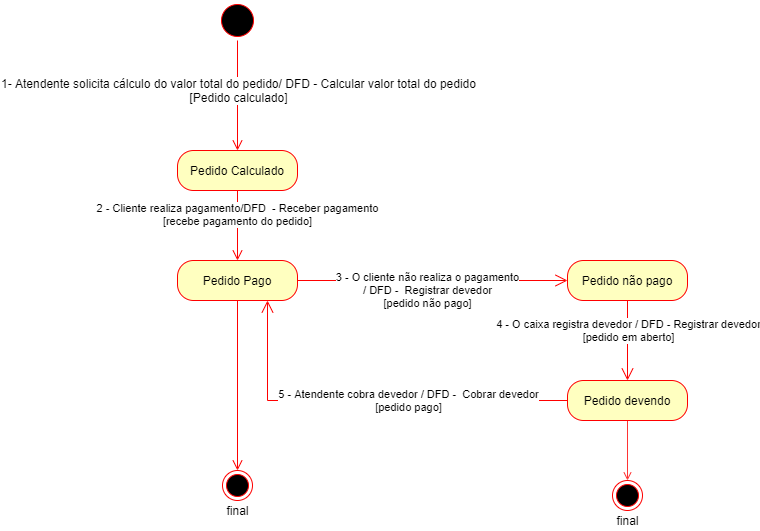 1- Atendente solicita cálculo do valor total do pedido/ DFD - Calcular valor total do pedido
[Pedido calculado]
Pedido Calculado
2 - Cliente realiza pagamento/DFD - Receber pagamento
[recebe pagamento do pedido]
Pedido Pago
3 - O cliente não realiza o pagamento
/ DFD - Registrar devedor
[pedido não pago]
Pedido não pago
4 - O caixa registra devedor / DFD - Registrar devedor
[pedido em aberto]
5 - Atendente cobra devedor / DFD - Cobrar devedor
[pedido pago]
Pedido devendo
final
final